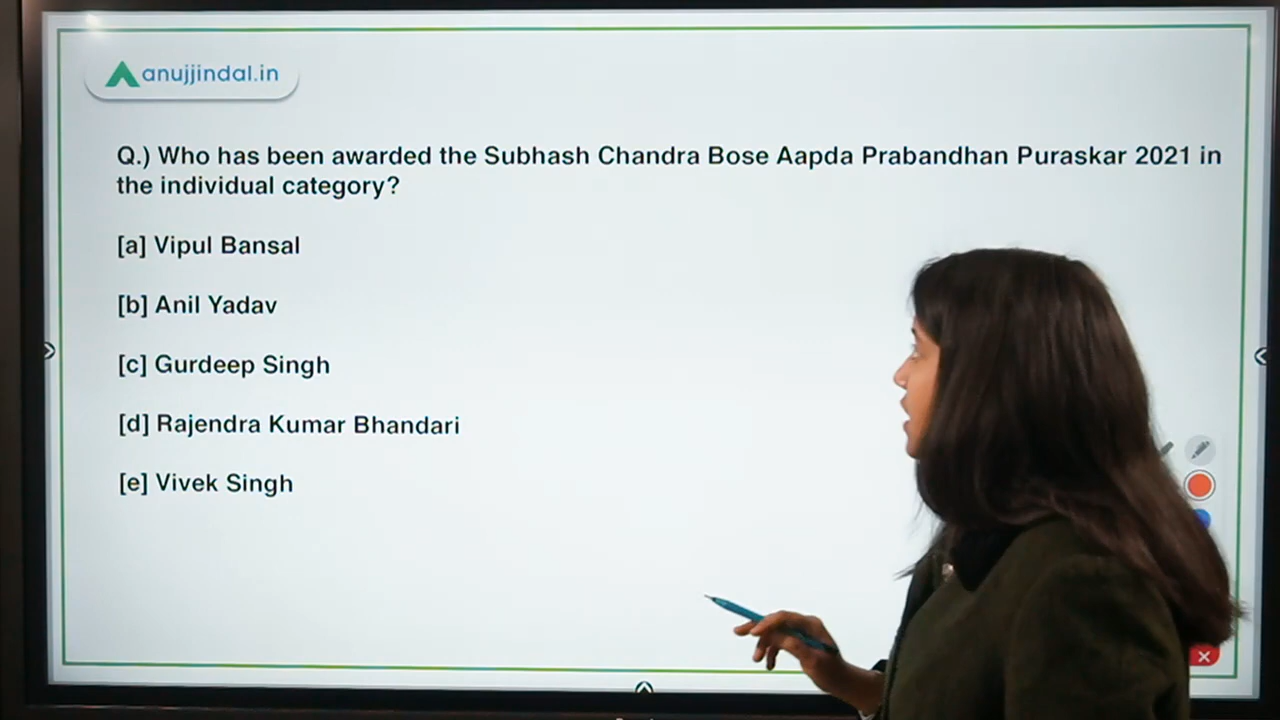 anujjindal.in
Q.) Who has been awarded the Subhash Chandra Bose Aapda Prabandhan Puraskar 2021 in
the individual category?
[a] Vipul Bansal
[b] Anil Yadav
[c] Gurdeep Singh
[d] Rajendra Kumar Bhandari
[e] Vivek Singh